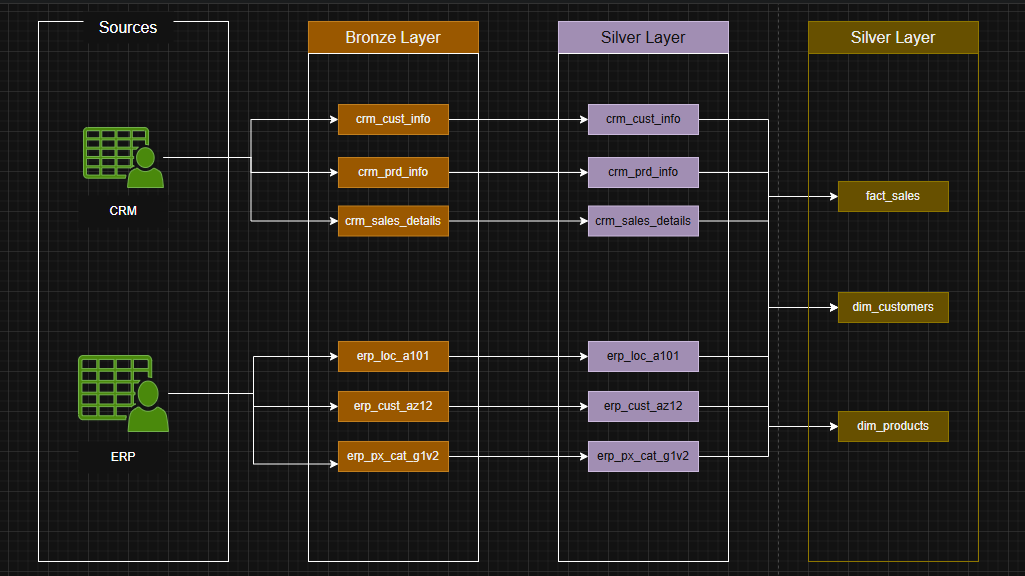 Sources
Bronze Layer
Silver Layer
Silver Layer
crm_cust_info
crm_cust_info
crm_prd_info
crm_prd_info
fact_sales
CRM
crm_sales_details
crm_sales_details
dim_customers
erp_loc_a101
erp_loc_a101
erp_cust_az12
erp_cust_az12
dim_products
ERP
erp_px_cat_g1v2
erp_px_cat_g1v2